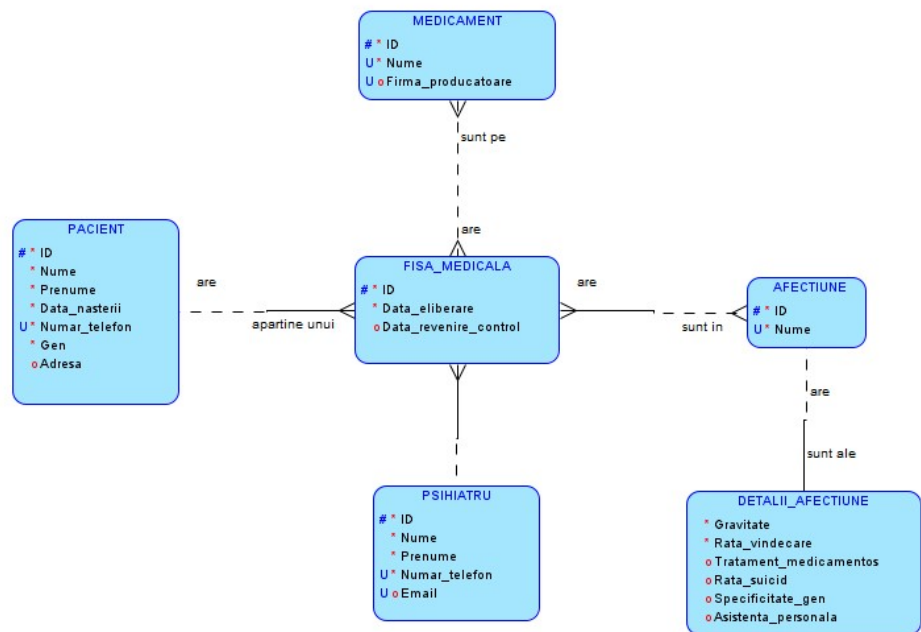 MEDICAMENT
# * ID
U * Nume
U o Firma_producatoare
sunt pe
are
PACIENT
# * ID
* Nume
* Prenume
* Data_nasterii
U * Numar_telefon
* Gen
o Adresa
are
apartine unui
FISA_MEDICALA
# * ID
* Data_eliberare
o Data_revenire_control
are
sunt in
AFECTIUNE
# * ID
U * Nume
are
sunt ale
PSIHIATRU
# * ID
* Nume
* Prenume
U * Numar_telefon
U o Email
DETALII_AFECTIUNE
* Gravitate
* Rata_vindecare
o Tratament_medicamentos
o Rata_suicid
o Specificitate_gen
o Asistenta_personala